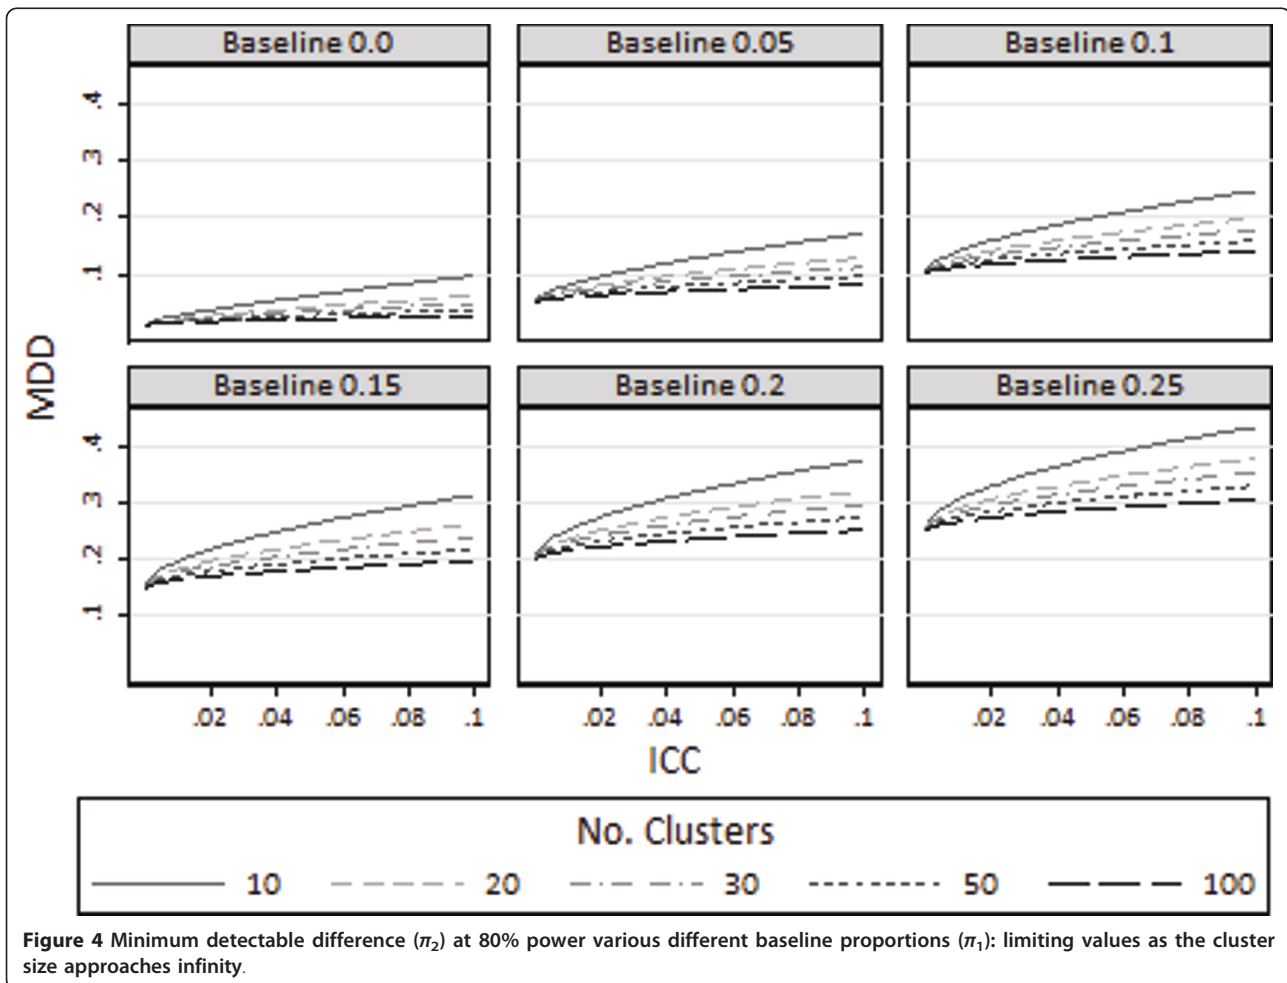 Baseline 0.0
Baseline 0.05
Baseline 0.1
.4
.3
.2
.1
Baseline 0.15
Baseline 0.2
Baseline 0.25
.4
.3
.2
.1
MDD
.02 .04 .06 .08 .1
.02 .04 .06 .08 .1
.02 .04 .06 .08 .1
ICC
No. Clusters
10 20 30 50 100
Figure 4 Minimum detectable difference (π₂) at 80% power various different baseline proportions (π₁): limiting values as the cluster
size approaches infinity.